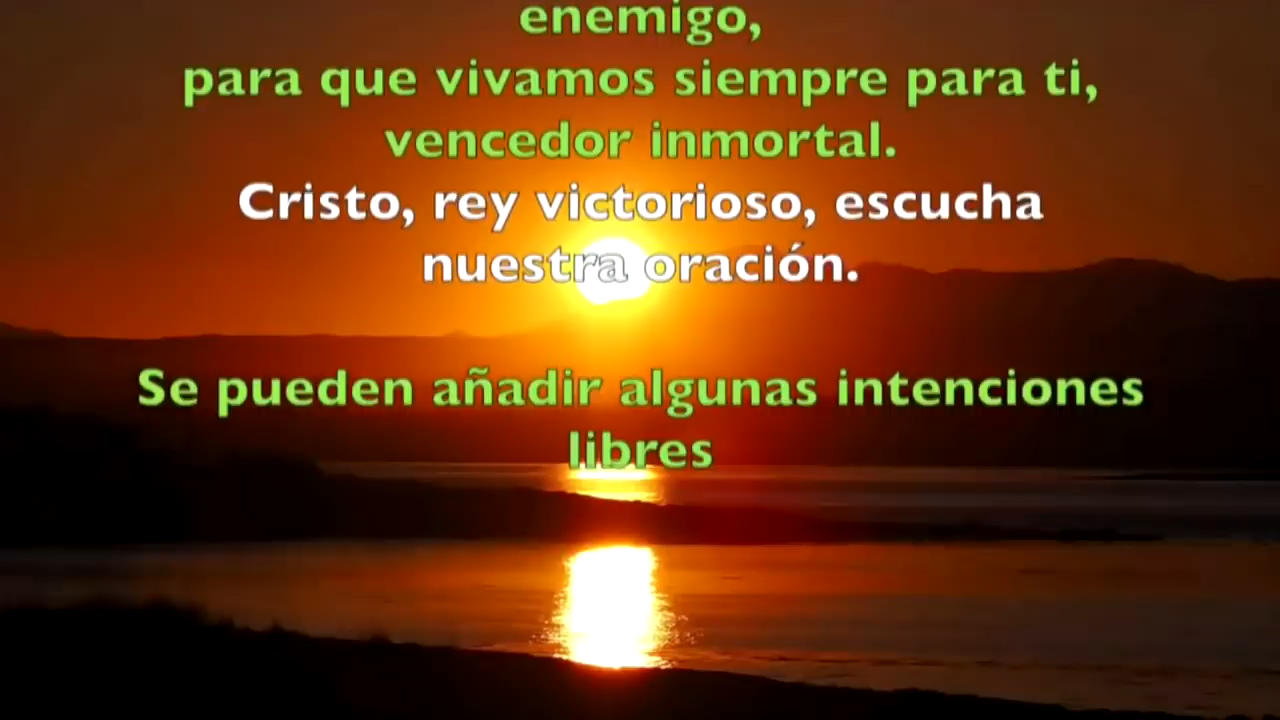 enemigo,
para que vivamos siempre para ti,
vencedor inmortal.
Cristo, rey victorioso, escucha
nuestra oración.
Se pueden añadir algunas intenciones
libres